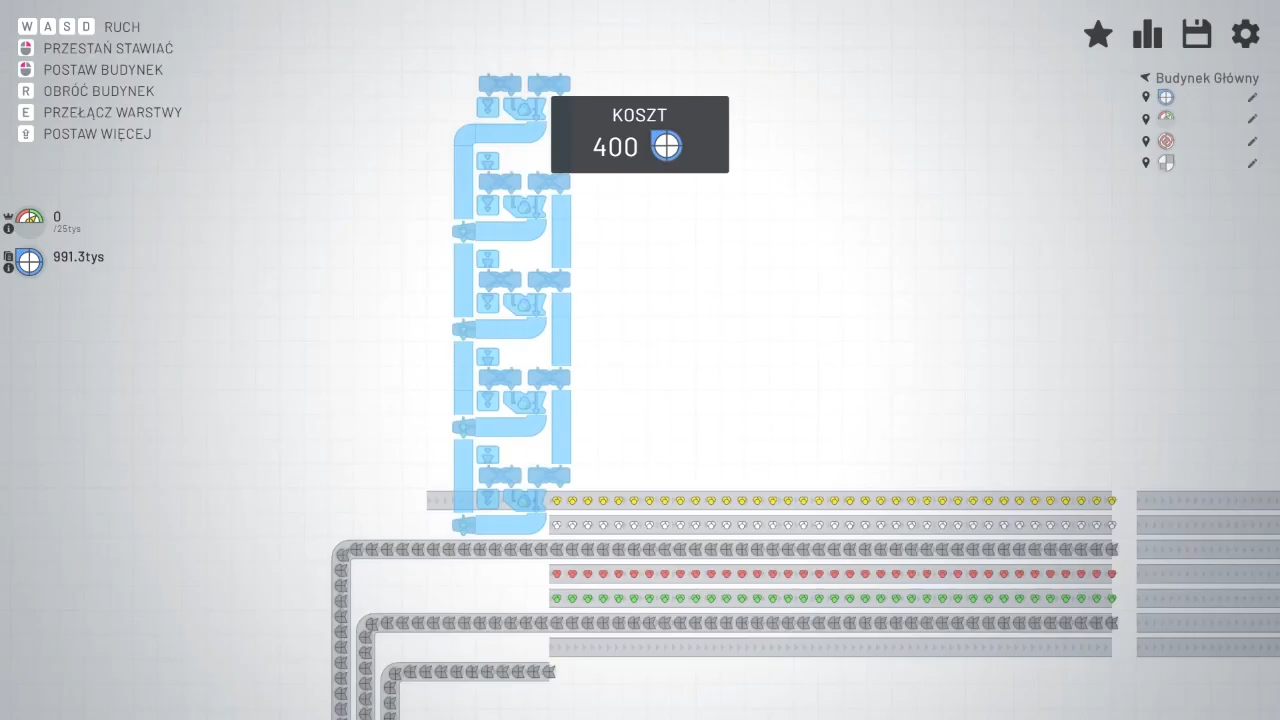 W A S D RUCH
PRZESTAŃ STAWIAĆ
POSTAW BUDYNEK
R OBRÓĆ BUDYNEK
E PRZEŁĄCZ WARSTWY
⇧ POSTAW WIĘCEJ
0
/25tys
991.3tys
KOSZT
400
Budynek Główny